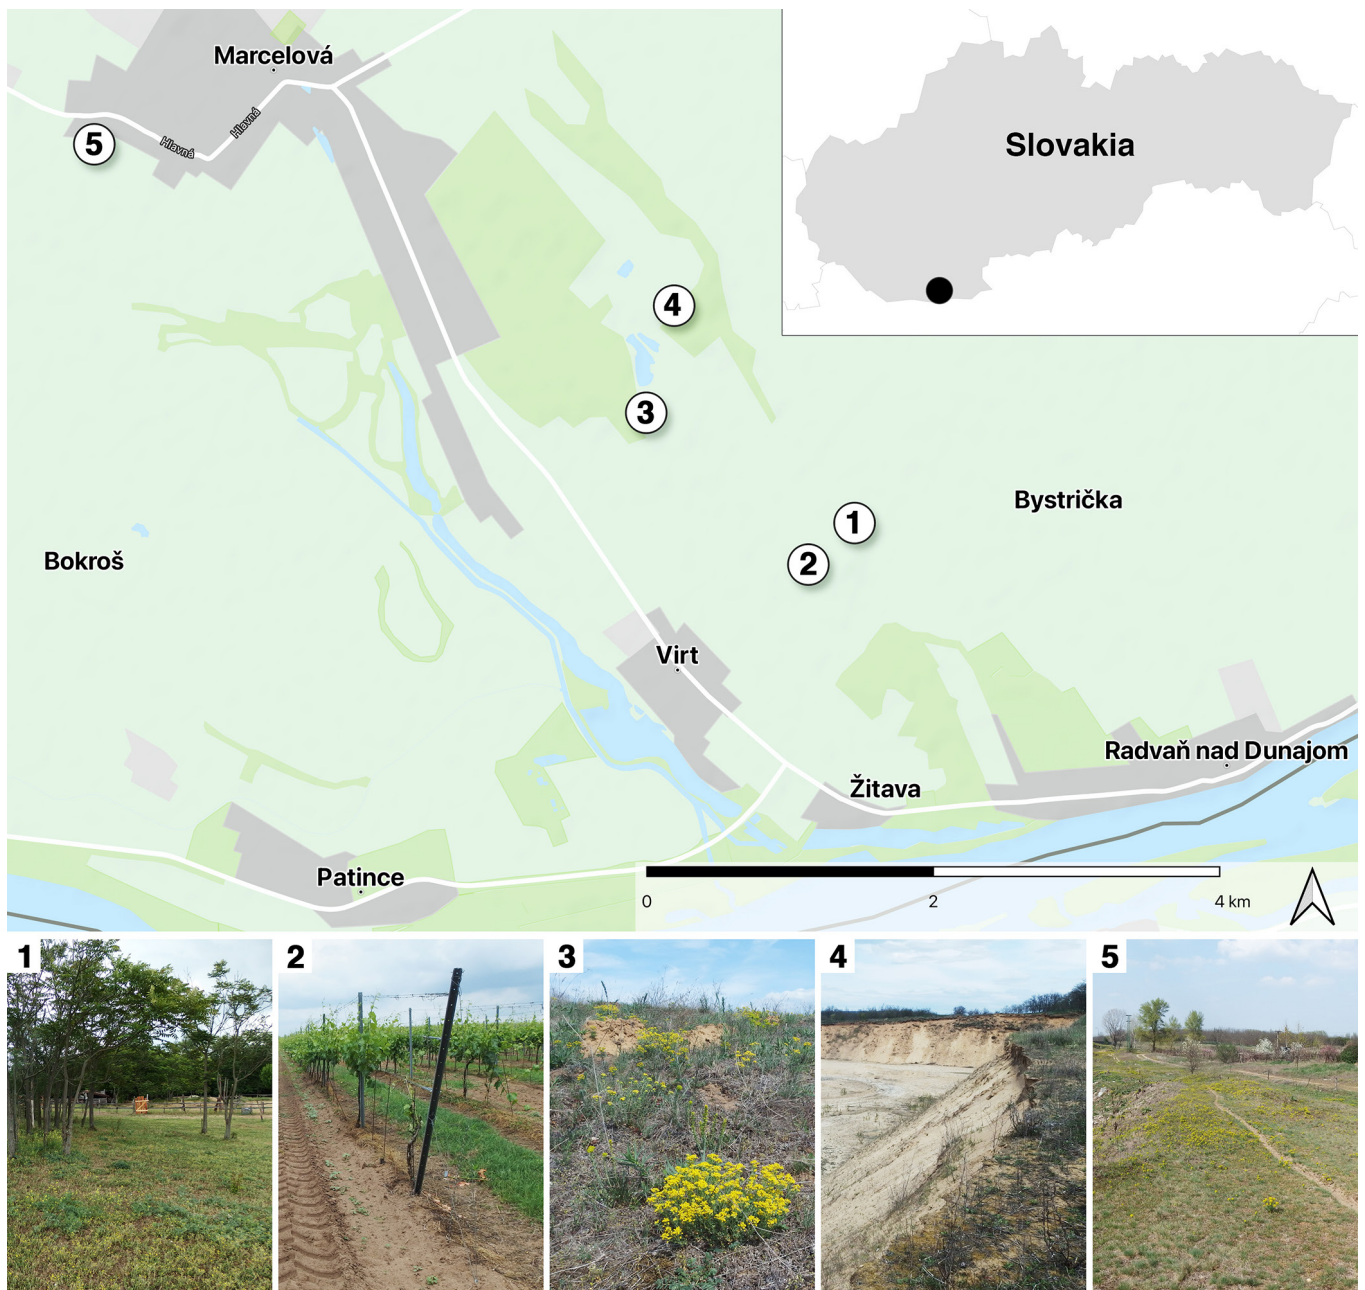 Marcelová
Slovakia
Hlavná
Hlavná
5
4
3
Bystrička
1
Bokroš
2
Virt
Radvaň nad Dunajom
Žitava
Patince
0
2
4 km
1
2
3
4
5